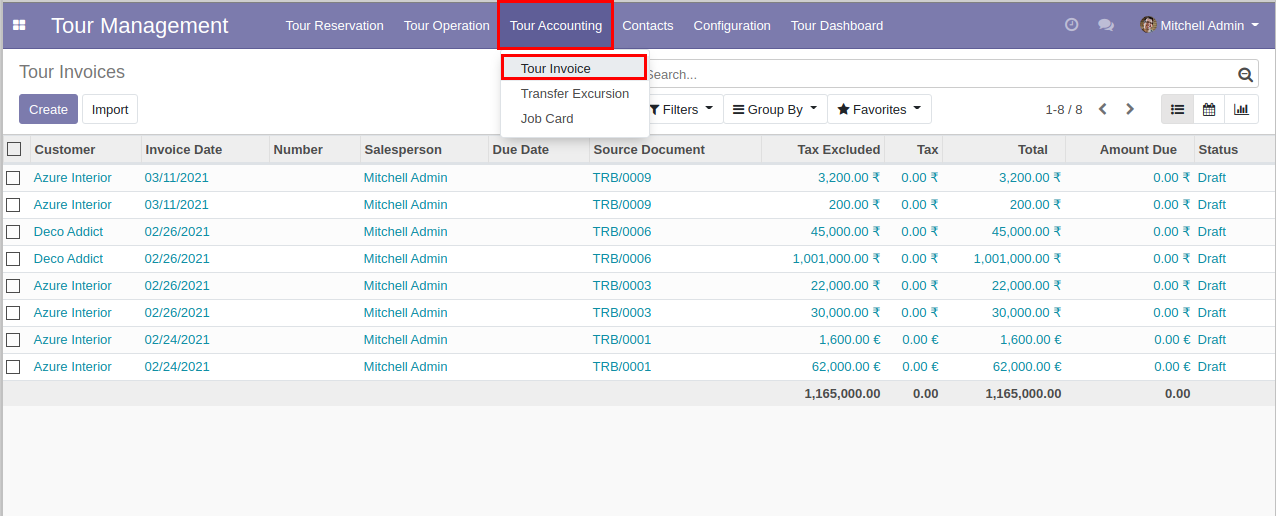 Tour Management Tour Reservation Tour Operation Tour Accounting Contacts Configuration Tour Dashboard Mitchell Admin
Tour Invoices
Tour Invoice
Search...
Transfer Excursion
Job Card
Create Import
Filters Group By Favorites 1-8 / 8
Customer Invoice Date Number Salesperson Due Date Source Document Tax Excluded Tax Total Amount Due Status
Azure Interior 03/11/2021 Mitchell Admin TRB/0009 3,200.00 ₹ 0.00 ₹ 3,200.00 ₹ 0.00 ₹ Draft
Azure Interior 03/11/2021 Mitchell Admin TRB/0009 200.00 ₹ 0.00 ₹ 200.00 ₹ 0.00 ₹ Draft
Deco Addict 02/26/2021 Mitchell Admin TRB/0006 45,000.00 ₹ 0.00 ₹ 45,000.00 ₹ 0.00 ₹ Draft
Deco Addict 02/26/2021 Mitchell Admin TRB/0006 1,001,000.00 ₹ 0.00 ₹ 1,001,000.00 ₹ 0.00 ₹ Draft
Azure Interior 02/26/2021 Mitchell Admin TRB/0003 22,000.00 ₹ 0.00 ₹ 22,000.00 ₹ 0.00 ₹ Draft
Azure Interior 02/26/2021 Mitchell Admin TRB/0003 30,000.00 ₹ 0.00 ₹ 30,000.00 ₹ 0.00 ₹ Draft
Azure Interior 02/24/2021 Mitchell Admin TRB/0001 1,600.00 € 0.00 € 1,600.00 € 0.00 € Draft
Azure Interior 02/24/2021 Mitchell Admin TRB/0001 62,000.00 € 0.00 € 62,000.00 € 0.00 € Draft
1,165,000.00 0.00 1,165,000.00 0.00